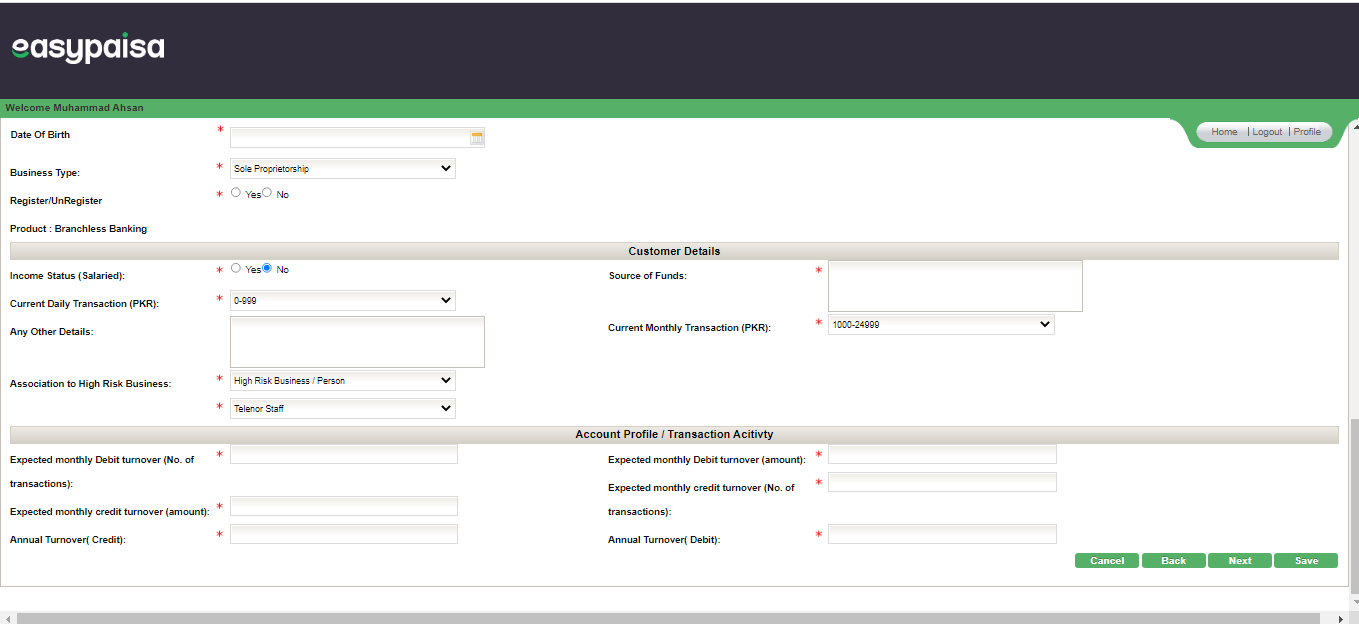 easypaisa
Welcome Muhammad Ahsan
Home | Logout | Profile
Date Of Birth *
Business Type: * Sole Proprietorship
Register/UnRegister * Yes No
Product : Branchless Banking
Customer Details
Income Status (Salaried): * Yes No
Source of Funds: *
Current Daily Transaction (PKR): * 0-999
Any Other Details:
Current Monthly Transaction (PKR): * 1000-24999
Association to High Risk Business: * High Risk Business / Person
* Telenor Staff
Account Profile / Transaction Acitivty
Expected monthly Debit turnover (No. of *
transactions):
Expected monthly Debit turnover (amount): *
Expected monthly credit turnover (No. of *
transactions):
Expected monthly credit turnover (amount): *
Annual Turnover( Credit): *
Annual Turnover( Debit): *
Cancel Back Next Save